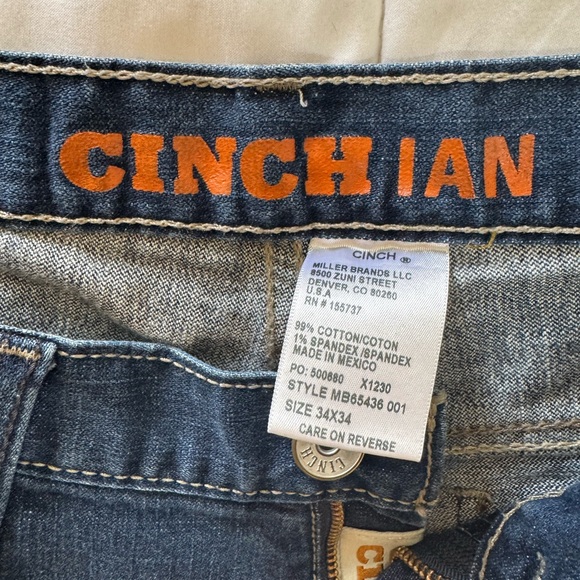 CINCH IAN
CINCH ®
MILLER BRANDS LLC
8500 ZUNI STREET
DENVER, CO 80260
U.S.A
RN # 155737
99% COTTON/COTON
1% SPANDEX/SPANDEX
MADE IN MEXICO
PO: 500680 X1230
STYLE MB65436 001
SIZE 34X34
CARE ON REVERSE
CINCH